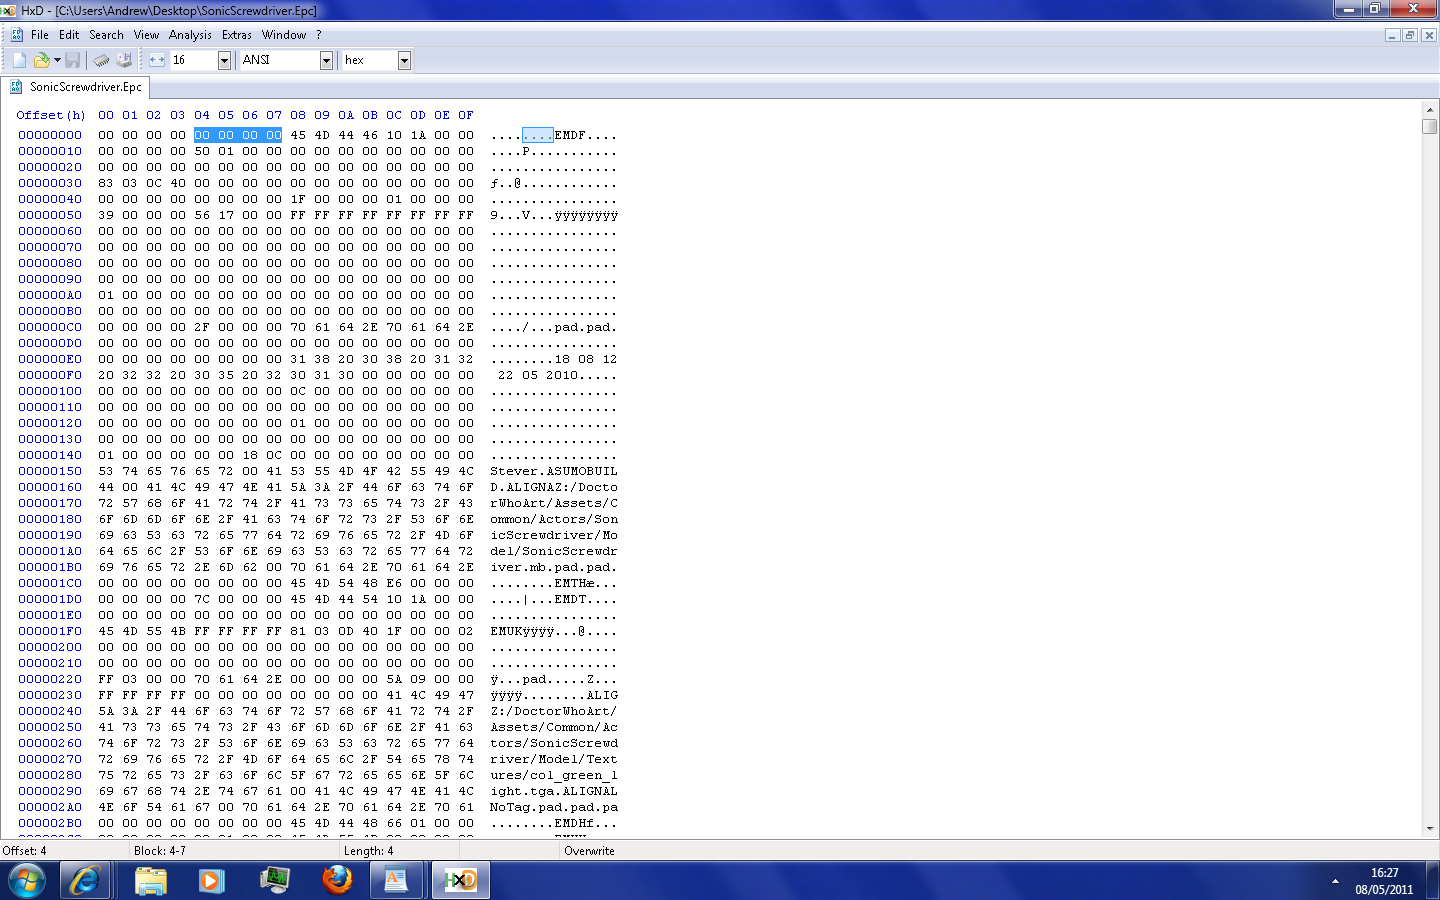 HxD - [C:\Users\Andrew\Desktop\SonicScrewdriver.Epc]
File Edit Search View Analysis Extras Window ?
16 ANSI hex
SonicScrewdriver.Epc
Offset(h) 00 01 02 03 04 05 06 07 08 09 0A 0B 0C 0D 0E 0F
00000000 00 00 00 00 00 00 00 00 45 4D 44 46 10 1A 00 00 ........EMDF....
00000010 00 00 00 00 50 01 00 00 00 00 00 00 00 00 00 00 ....P...........
00000020 00 00 00 00 00 00 00 00 00 00 00 00 00 00 00 00 ................
00000030 83 03 0C 40 00 00 00 00 00 00 00 00 00 00 00 00 ƒ..@............
00000040 00 00 00 00 00 00 00 00 1F 00 00 00 01 00 00 00 ................
00000050 39 00 00 00 56 17 00 00 FF FF FF FF FF FF FF FF 9...V...ÿÿÿÿÿÿÿÿ
00000060 00 00 00 00 00 00 00 00 00 00 00 00 00 00 00 00 ................
00000070 00 00 00 00 00 00 00 00 00 00 00 00 00 00 00 00 ................
00000080 00 00 00 00 00 00 00 00 00 00 00 00 00 00 00 00 ................
00000090 00 00 00 00 00 00 00 00 00 00 00 00 00 00 00 00 ................
000000A0 01 00 00 00 00 00 00 00 00 00 00 00 00 00 00 00 ................
000000B0 00 00 00 00 00 00 00 00 00 00 00 00 00 00 00 00 ................
000000C0 00 00 00 00 2F 00 00 00 70 61 64 2E 70 61 64 2E ..../...pad.pad.
000000D0 00 00 00 00 00 00 00 00 00 00 00 00 00 00 00 00 ................
000000E0 00 00 00 00 00 00 00 00 31 38 20 30 38 20 31 32 ........18 08 12
000000F0 20 32 32 20 30 35 20 32 30 31 30 00 00 00 00 00  22 05 2010.....
00000100 00 00 00 00 00 00 00 00 0C 00 00 00 00 00 00 00 ................
00000110 00 00 00 00 00 00 00 00 00 00 00 00 00 00 00 00 ................
00000120 00 00 00 00 00 00 00 00 01 00 00 00 00 00 00 00 ................
00000130 00 00 00 00 00 00 00 00 00 00 00 00 00 00 00 00 ................
00000140 01 00 00 00 00 00 18 0C 00 00 00 00 00 00 00 00 ................
00000150 53 74 65 76 65 72 00 41 53 55 4D 4F 42 55 49 4C Stever.ASUMOBUIL
00000160 44 00 41 4C 49 47 4E 41 5A 3A 2F 44 6F 63 74 6F D.ALIGNAZ:/Docto
00000170 72 57 68 6F 41 72 74 2F 41 73 73 65 74 73 2F 43 rWhoArt/Assets/C
00000180 6F 6D 6D 6F 6E 2F 41 63 74 6F 72 73 2F 53 6F 6E ommon/Actors/Son
00000190 69 63 53 63 72 65 77 64 72 69 76 65 72 2F 4D 6F icScrewdriver/Mo
000001A0 64 65 6C 2F 53 6F 6E 69 63 53 63 72 65 77 64 72 del/SonicScrewdr
000001B0 69 76 65 72 2E 6D 62 00 70 61 64 2E 70 61 64 2E iver.mb.pad.pad.
000001C0 00 00 00 00 00 00 00 00 45 4D 54 48 E6 00 00 00 ........EMTHæ...
000001D0 00 00 00 00 7C 00 00 00 45 4D 44 54 10 1A 00 00 ....|...EMDT....
000001E0 00 00 00 00 00 00 00 00 00 00 00 00 00 00 00 00 ................
000001F0 45 4D 55 4B FF FF FF FF 81 03 0D 40 1F 00 00 02 EMUKÿÿÿÿ...@....
00000200 00 00 00 00 00 00 00 00 00 00 00 00 00 00 00 00 ................
00000210 00 00 00 00 00 00 00 00 00 00 00 00 00 00 00 00 ................
00000220 FF 03 00 00 70 61 64 2E 00 00 00 00 5A 09 00 00 ÿ...pad.....Z...
00000230 FF FF FF FF 00 00 00 00 00 00 00 00 41 4C 49 47 ÿÿÿÿ........ALIG
00000240 5A 3A 2F 44 6F 63 74 6F 72 57 68 6F 41 72 74 2F Z:/DoctorWhoArt/
00000250 41 73 73 65 74 73 2F 43 6F 6D 6D 6F 6E 2F 41 63 Assets/Common/Ac
00000260 74 6F 72 73 2F 53 6F 6E 69 63 53 63 72 65 77 64 tors/SonicScrewd
00000270 72 69 76 65 72 2F 4D 6F 64 65 6C 2F 54 65 78 74 river/Model/Text
00000280 75 72 65 73 2F 63 6F 6C 5F 67 72 65 65 6E 5F 6C ures/col_green_l
00000290 69 67 68 74 2E 74 67 61 00 41 4C 49 47 4E 41 4C ight.tga.ALIGNAL
000002A0 4E 6F 54 61 67 00 70 61 64 2E 70 61 64 2E 70 61 NoTag.pad.pad.pa
000002B0 00 00 00 00 00 00 00 00 45 4D 44 48 66 01 00 00 ........EMDHf...
Offset: 4 Block: 4-7 Length: 4 Overwrite
16:27
08/05/2011